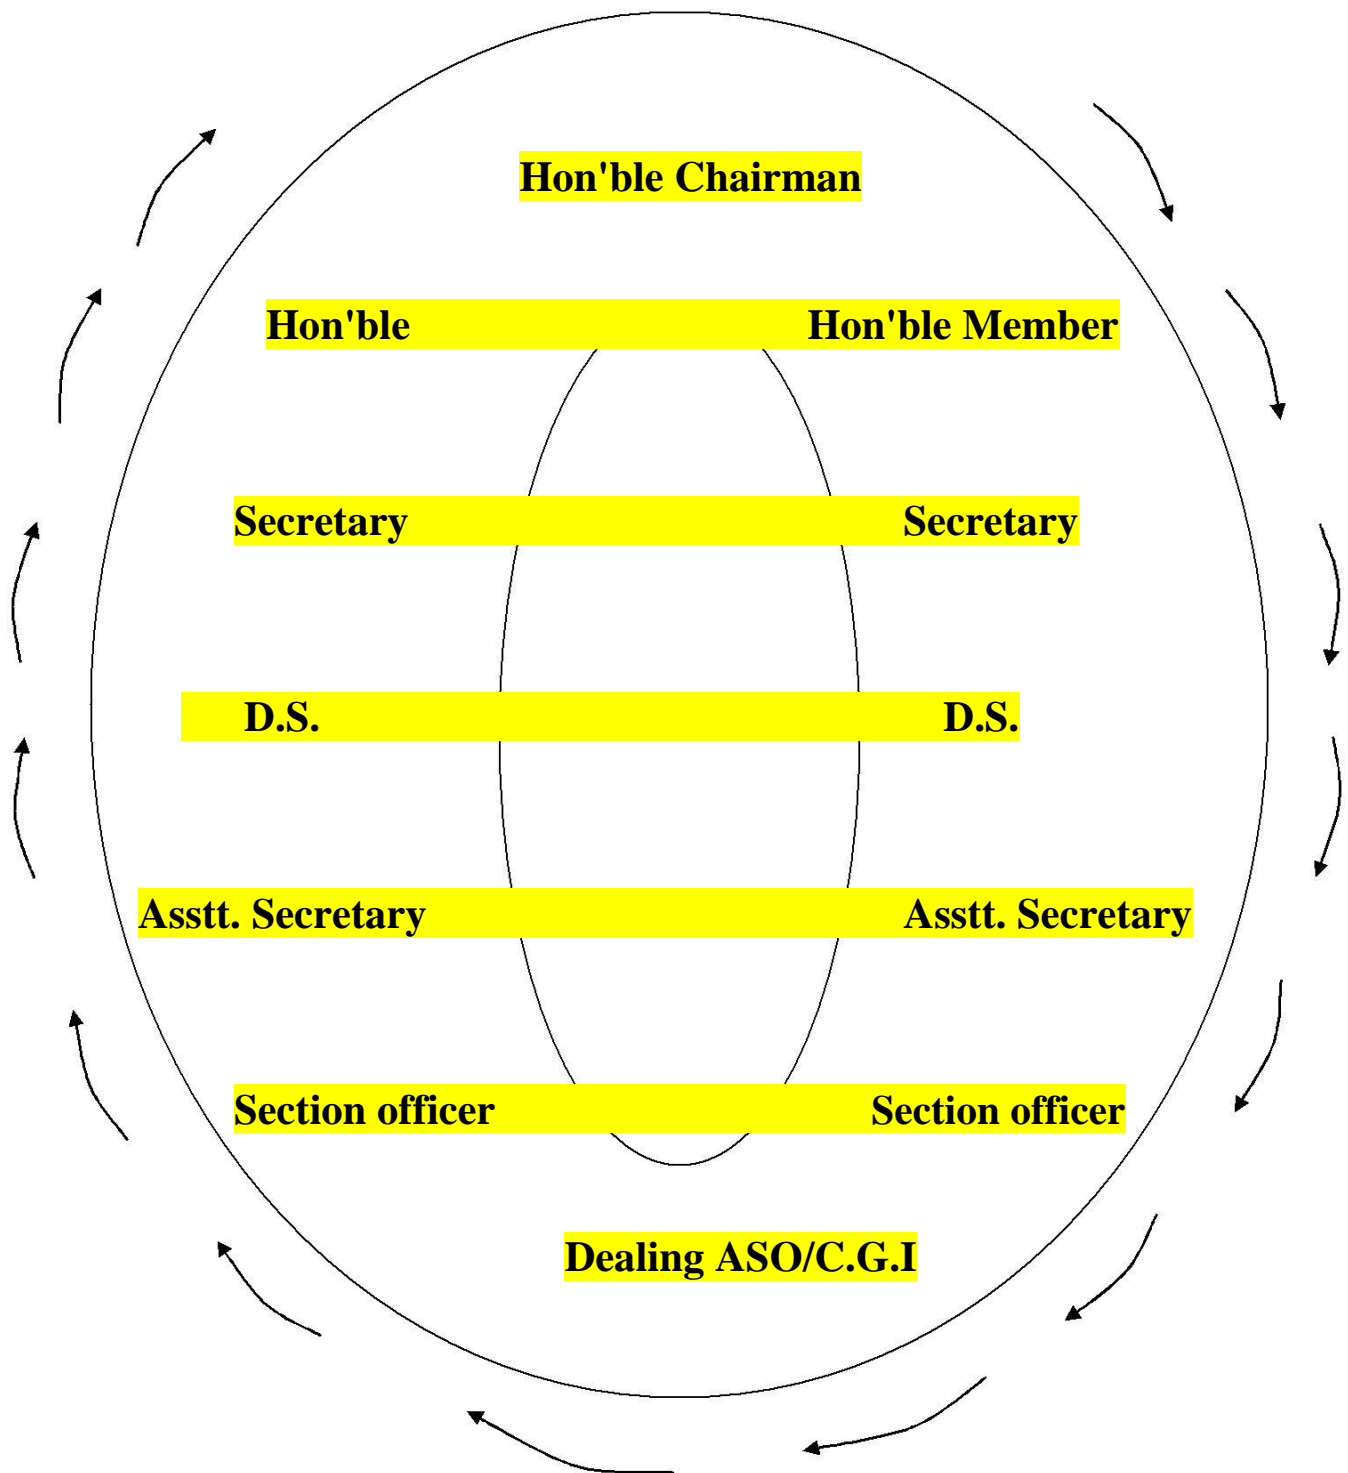 Hon'ble Chairman
Hon'ble Hon'ble Member
Secretary Secretary
D.S. D.S.
Asstt. Secretary Asstt. Secretary
Section officer Section officer
Dealing ASO/C.G.I